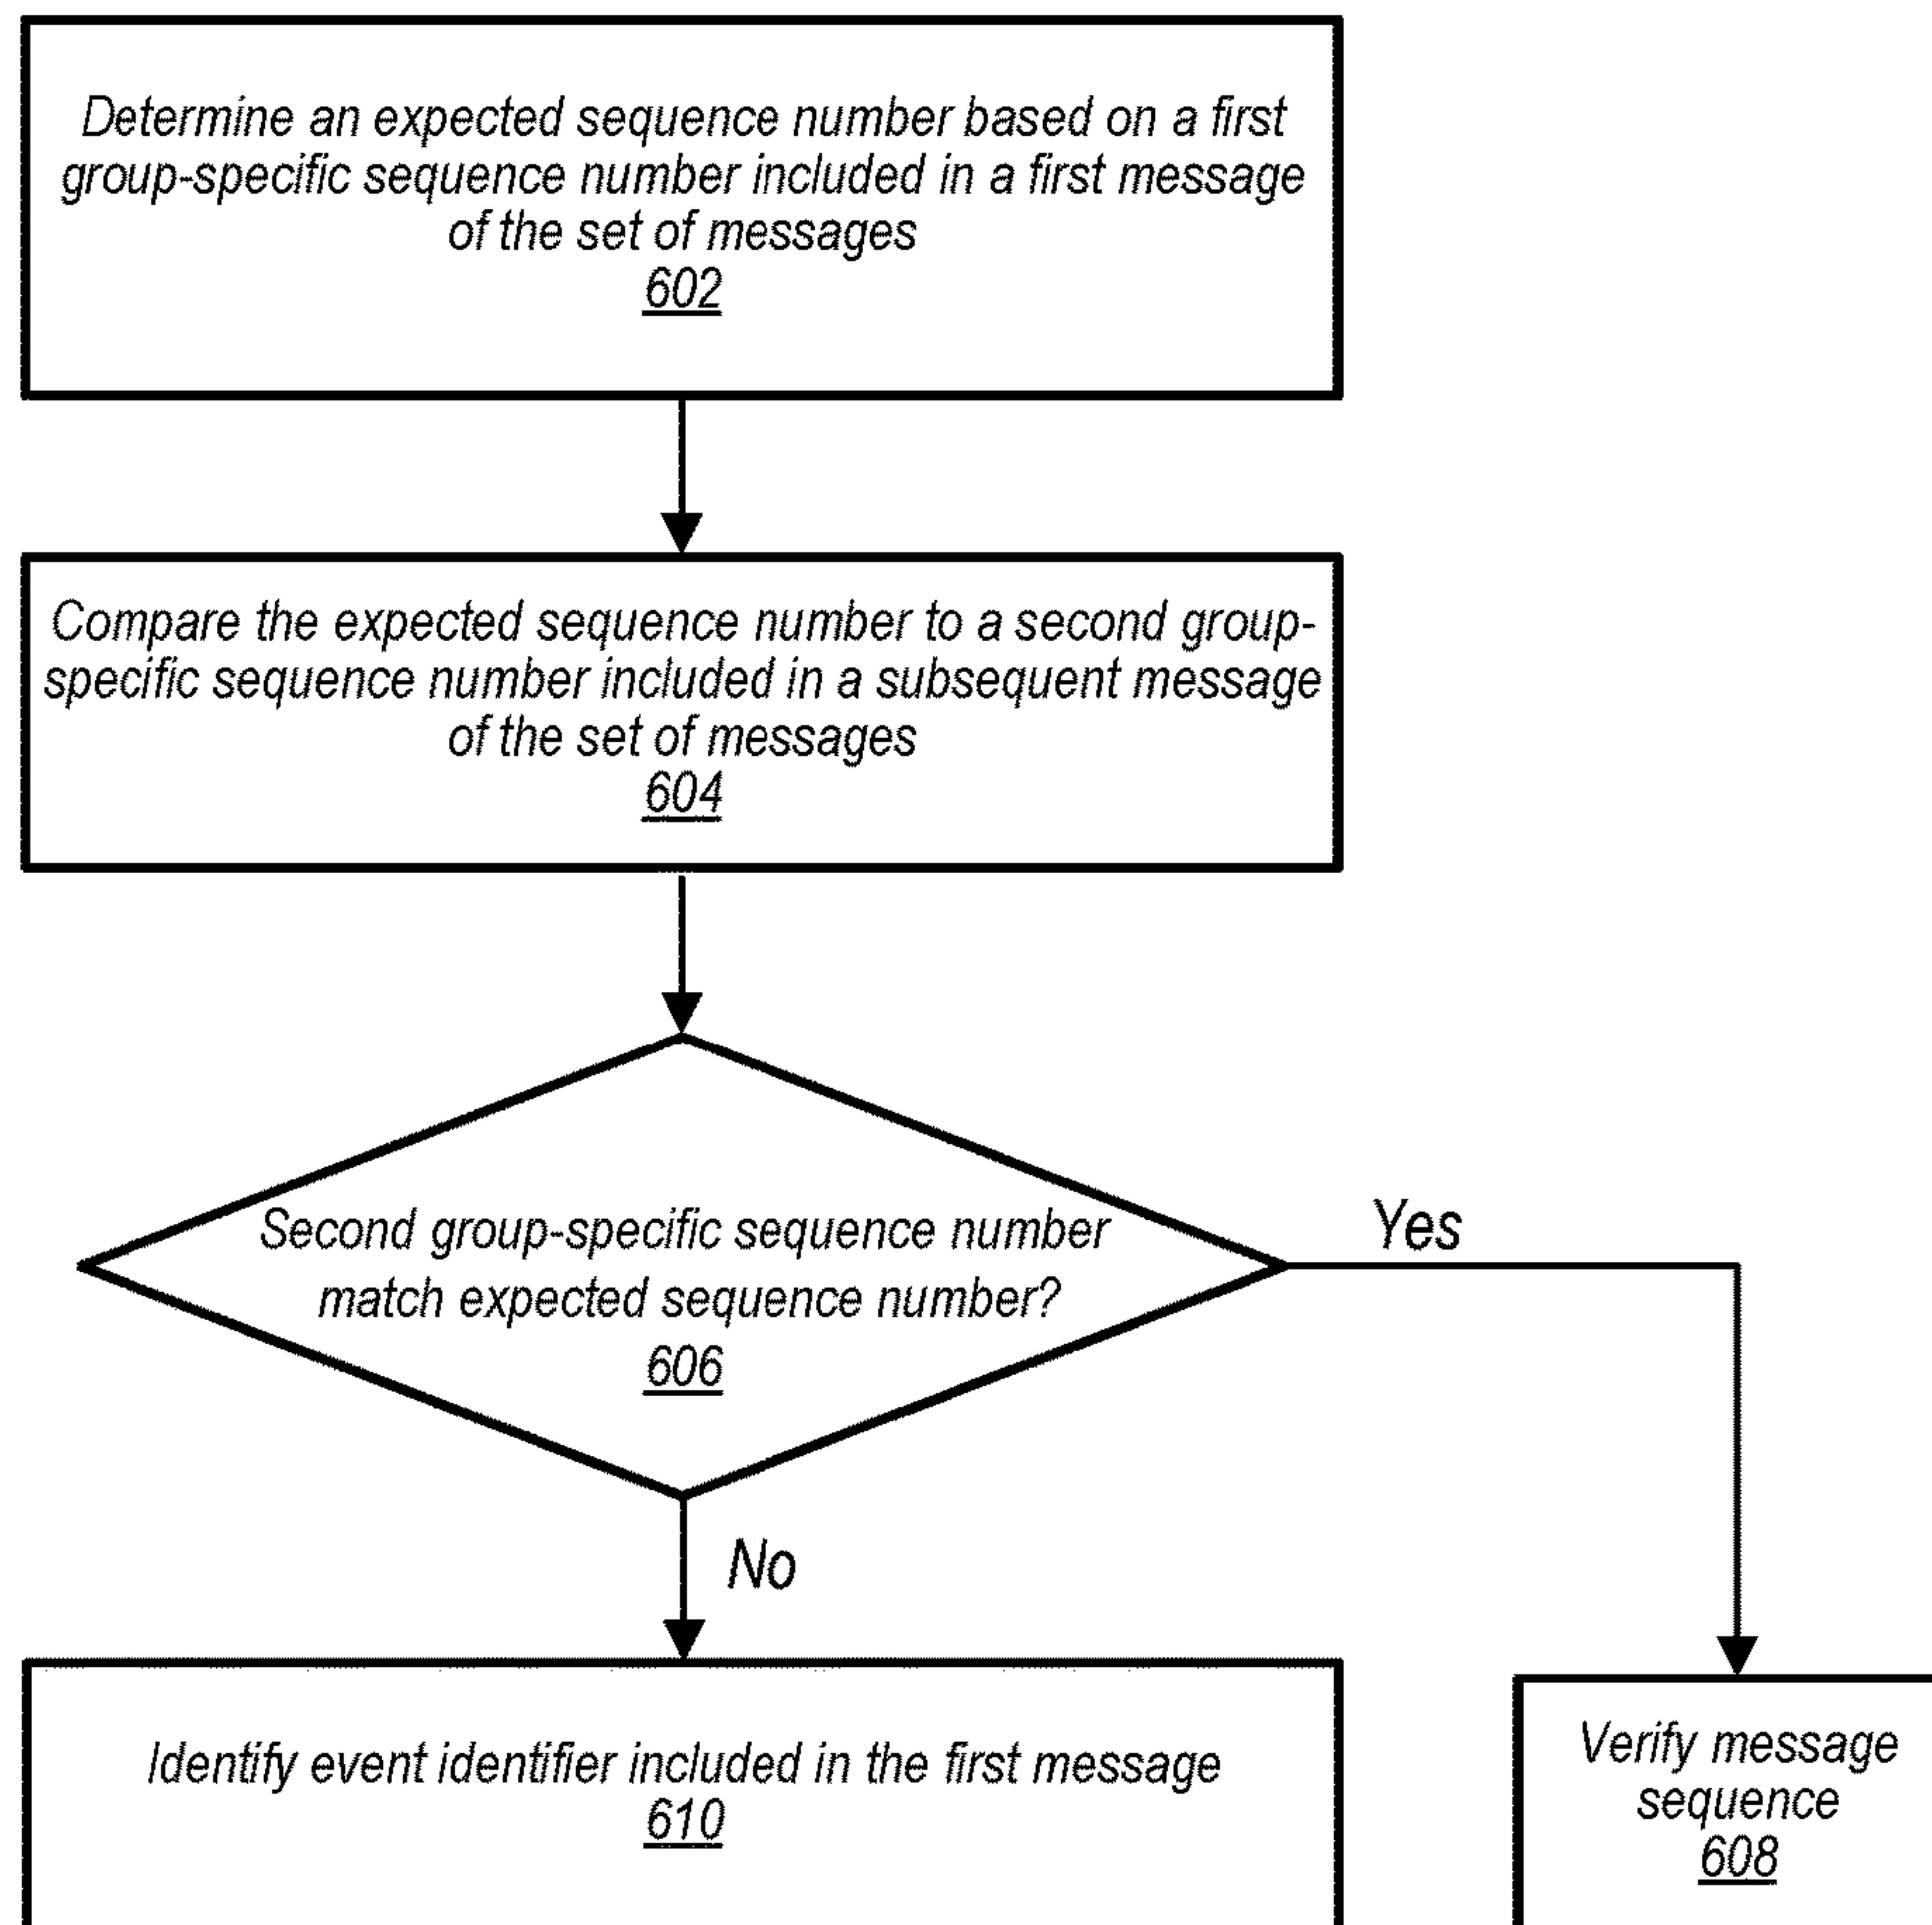 Determine an expected sequence number based on a first
group-specific sequence number included in a first message
of the set of messages
602
Compare the expected sequence number to a second group-
specific sequence number included in a subsequent message
of the set of messages
604
Second group-specific sequence number
match expected sequence number?
606
Yes
No
Identify event identifier included in the first message
610
Verify message
sequence
608